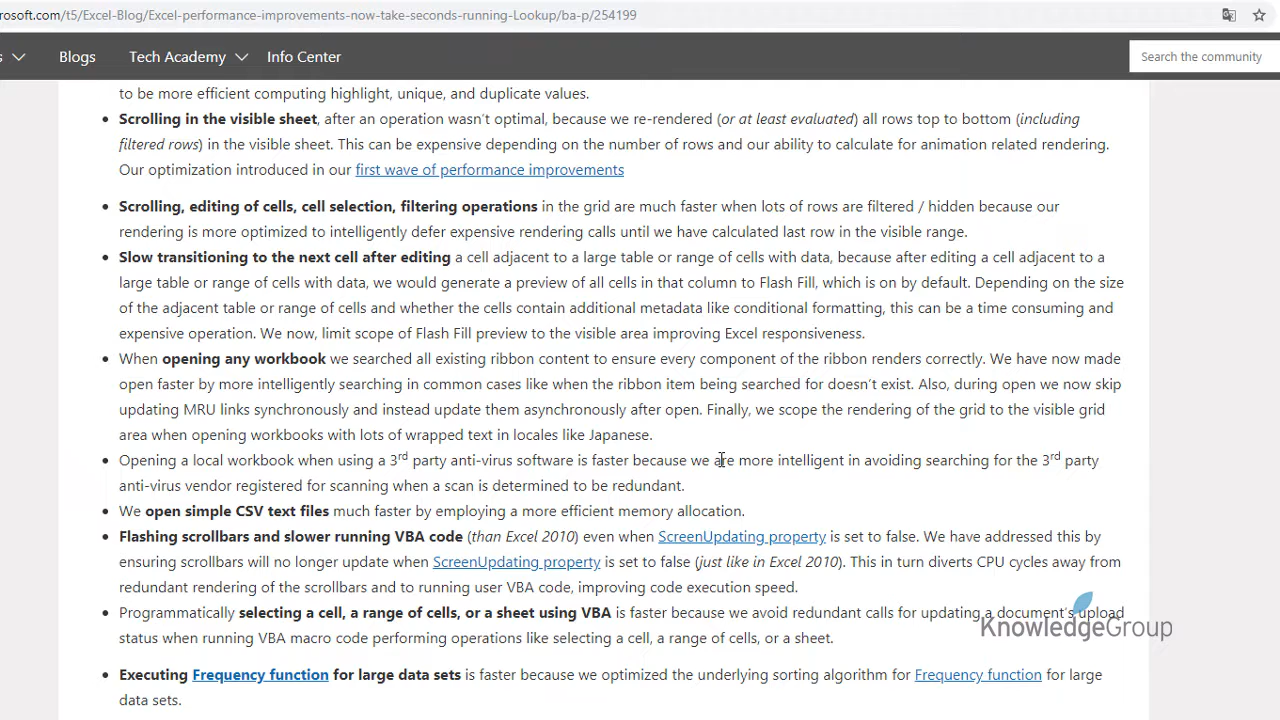 rosoft.com/t5/Excel-Blog/Excel-performance-improvements-now-take-seconds-running-Lookup/ba-p/254199
s Blogs Tech Academy Info Center Search the community
to be more efficient computing highlight, unique, and duplicate values.
• Scrolling in the visible sheet, after an operation wasn't optimal, because we re-rendered (or at least evaluated) all rows top to bottom (including
filtered rows) in the visible sheet. This can be expensive depending on the number of rows and our ability to calculate for animation related rendering.
Our optimization introduced in our first wave of performance improvements
• Scrolling, editing of cells, cell selection, filtering operations in the grid are much faster when lots of rows are filtered / hidden because our
rendering is more optimized to intelligently defer expensive rendering calls until we have calculated last row in the visible range.
• Slow transitioning to the next cell after editing a cell adjacent to a large table or range of cells with data, because after editing a cell adjacent to a
large table or range of cells with data, we would generate a preview of all cells in that column to Flash Fill, which is on by default. Depending on the size
of the adjacent table or range of cells and whether the cells contain additional metadata like conditional formatting, this can be a time consuming and
expensive operation. We now, limit scope of Flash Fill preview to the visible area improving Excel responsiveness.
• When opening any workbook we searched all existing ribbon content to ensure every component of the ribbon renders correctly. We have now made
open faster by more intelligently searching in common cases like when the ribbon item being searched for doesn't exist. Also, during open we now skip
updating MRU links synchronously and instead update them asynchronously after open. Finally, we scope the rendering of the grid to the visible grid
area when opening workbooks with lots of wrapped text in locales like Japanese.
• Opening a local workbook when using a 3rd party anti-virus software is faster because we are more intelligent in avoiding searching for the 3rd party
anti-virus vendor registered for scanning when a scan is determined to be redundant.
• We open simple CSV text files much faster by employing a more efficient memory allocation.
• Flashing scrollbars and slower running VBA code (than Excel 2010) even when ScreenUpdating property is set to false. We have addressed this by
ensuring scrollbars will no longer update when ScreenUpdating property is set to false (just like in Excel 2010). This in turn diverts CPU cycles away from
redundant rendering of the scrollbars and to running user VBA code, improving code execution speed.
• Programmatically selecting a cell, a range of cells, or a sheet using VBA is faster because we avoid redundant calls for updating a document's upload
status when running VBA macro code performing operations like selecting a cell, a range of cells, or a sheet.
KnowledgeGroup
• Executing Frequency function for large data sets is faster because we optimized the underlying sorting algorithm for Frequency function for large
data sets.